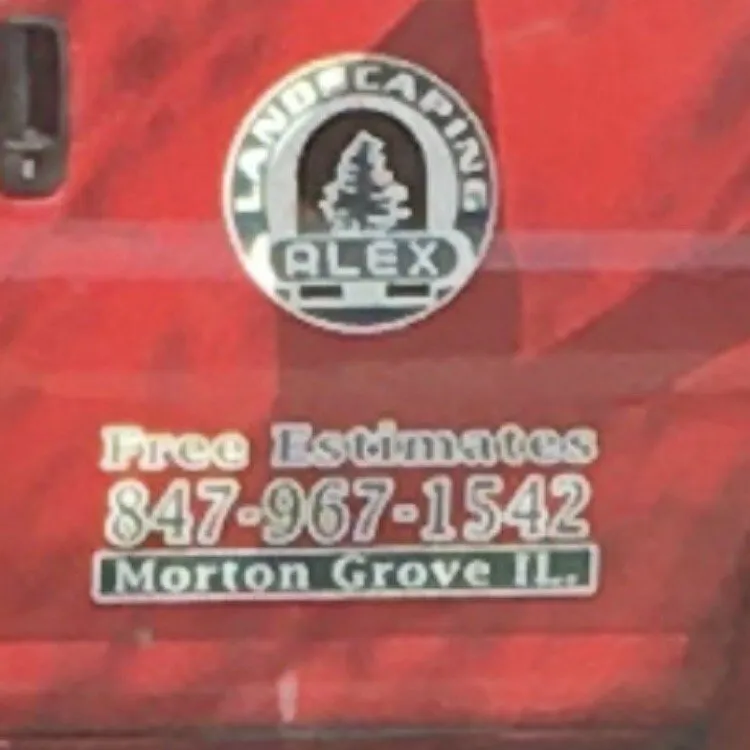 LANDSCAPING
ALEX
Free Estimates
847-967-1542
Morton Grove IL.